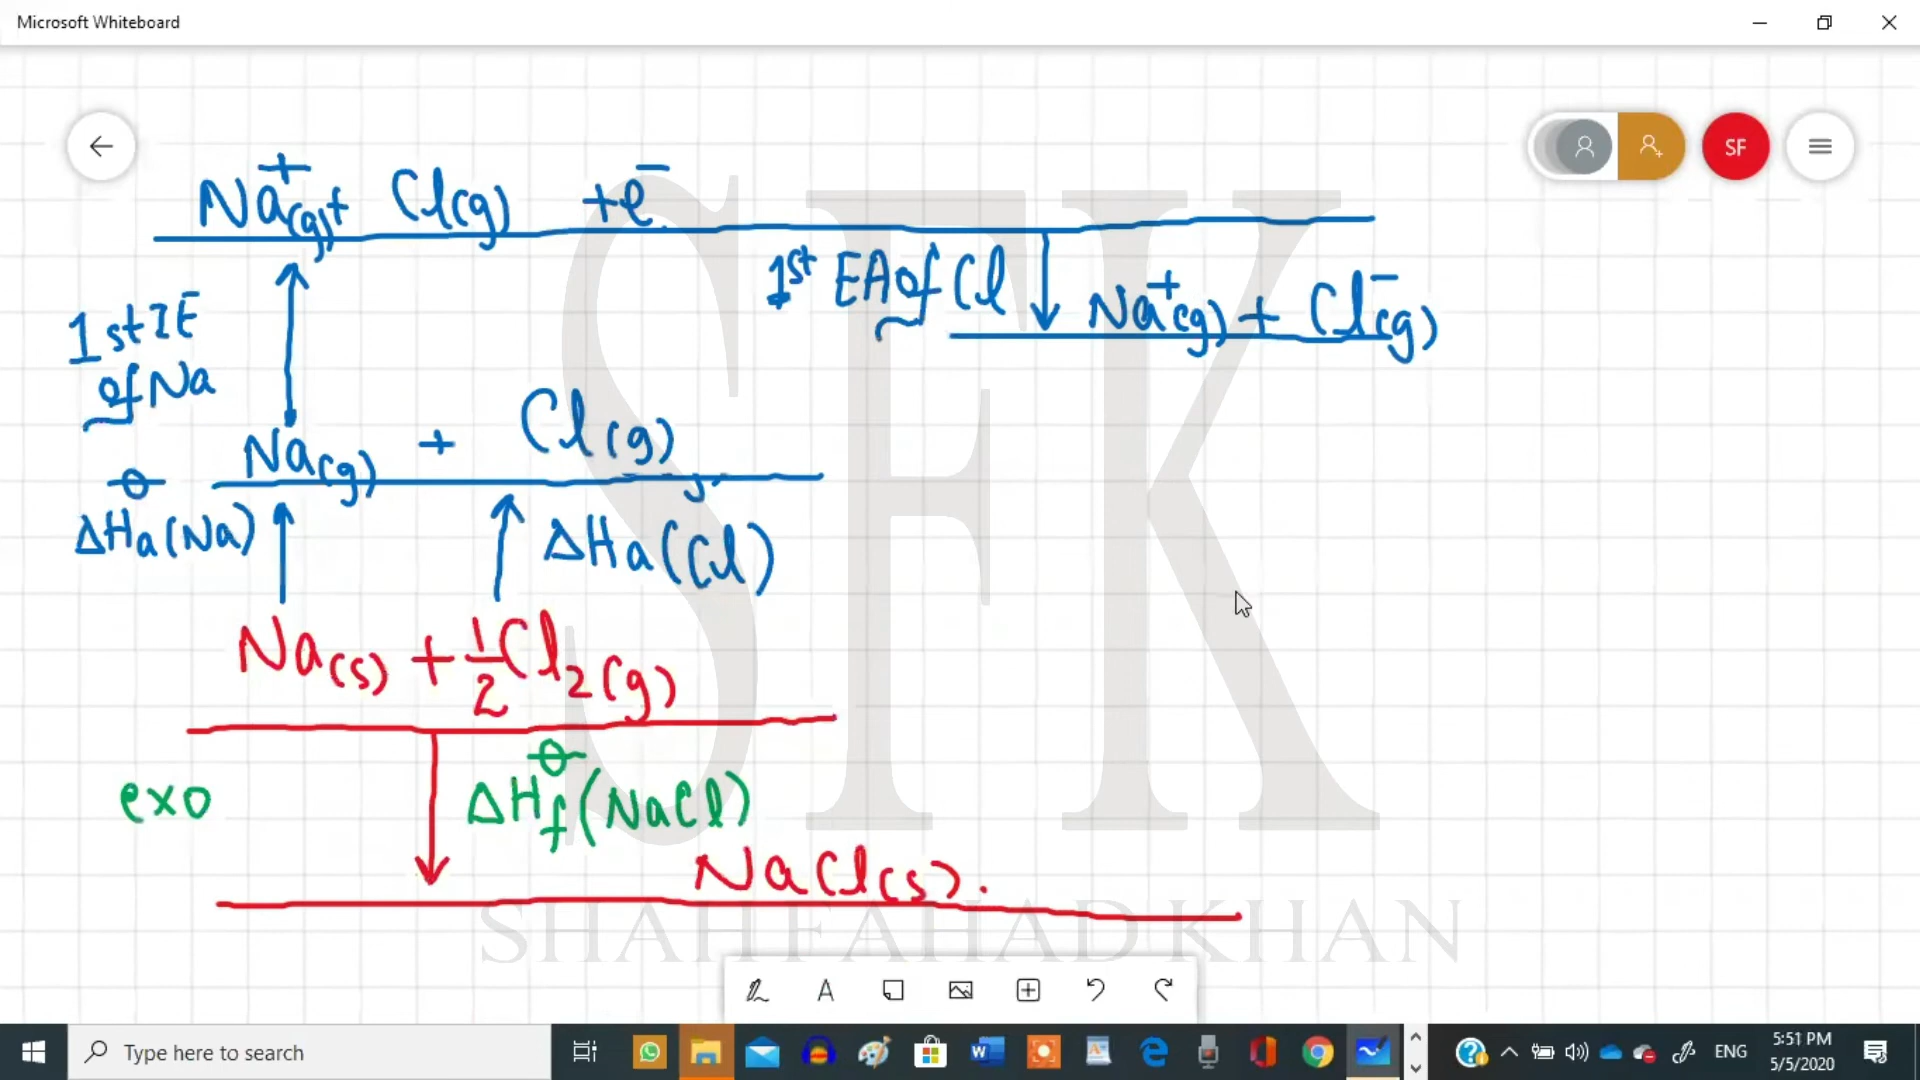 Microsoft Whiteboard
SF
Na⁺(g) + Cl(g) + e⁻
1st EA of Cl
Na⁺(g) + Cl⁻(g)
1st IE
of Na
Na(g) + Cl(g)
ΔHₐ⦵(Na)
ΔHₐ(Cl)
Na(s) + ½Cl₂(g)
exo
ΔHf⦵(NaCl)
NaCl(s).
SFK
SHAHFAHAD KHAN
Type here to search
ENG
5:51 PM
5/5/2020